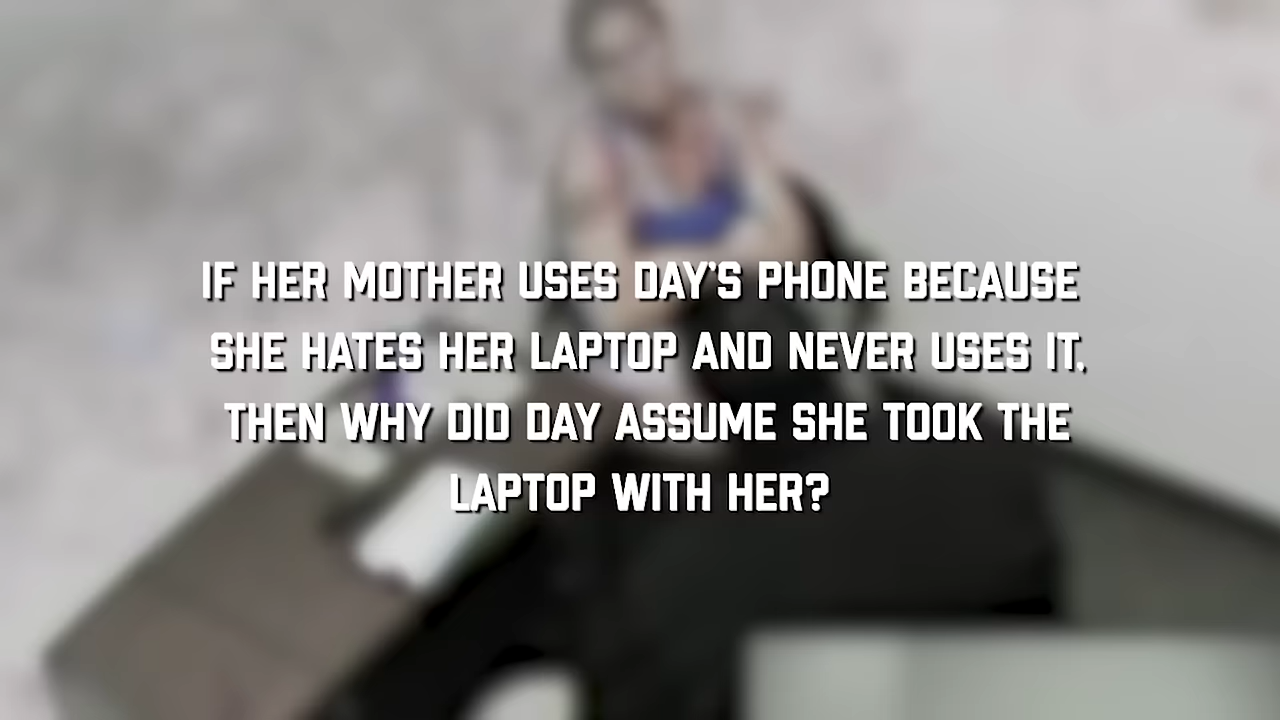 IF HER MOTHER USES DAY'S PHONE BECAUSE
SHE HATES HER LAPTOP AND NEVER USES IT,
THEN WHY DID DAY ASSUME SHE TOOK THE
LAPTOP WITH HER?